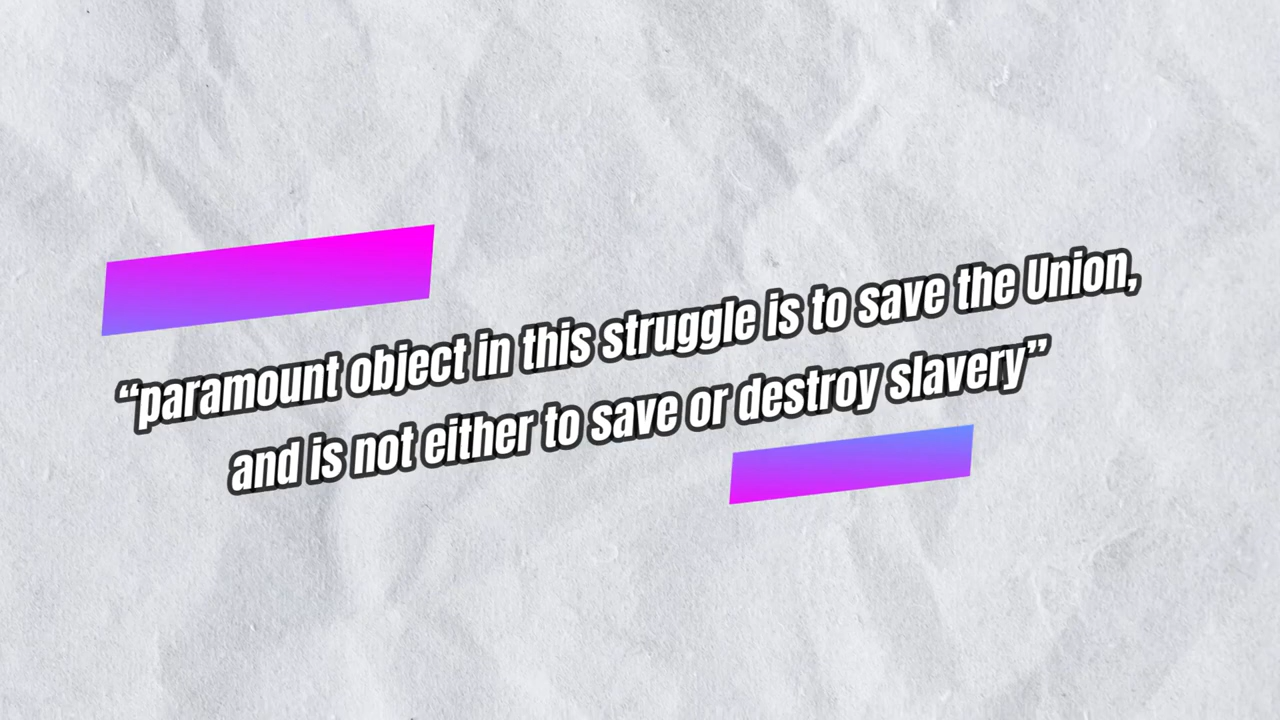 “paramount object in this struggle is to save the Union,
and is not either to save or destroy slavery”